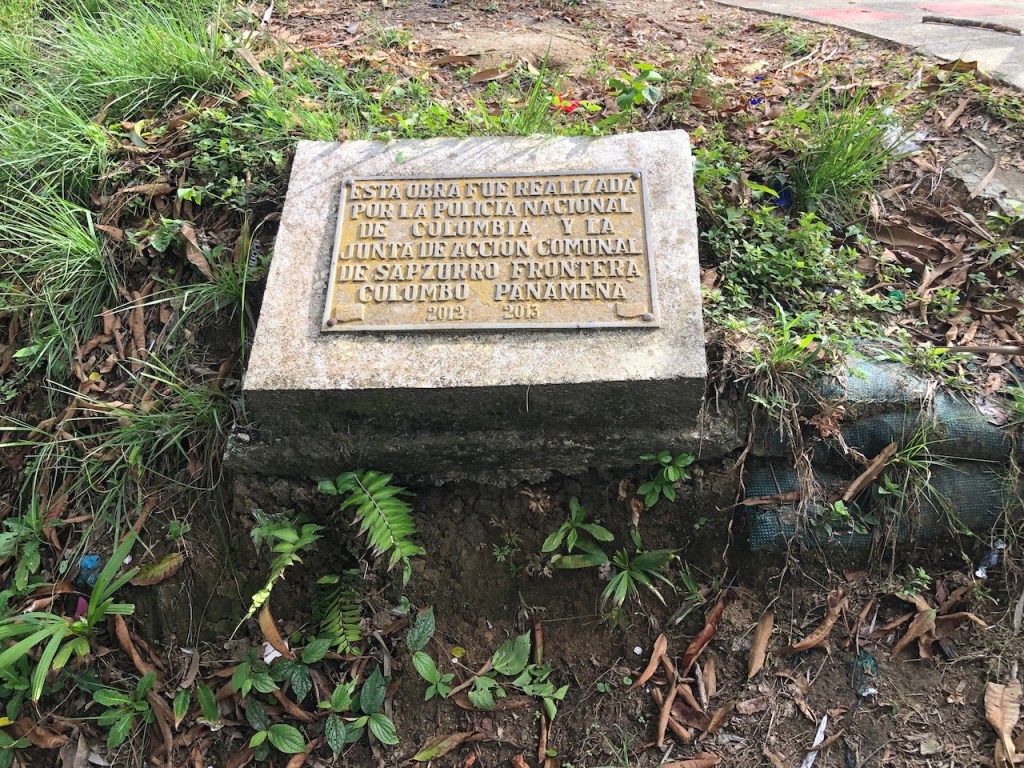 ESTA OBRA FUE REALIZADA
POR LA POLICIA NACIONAL
DE COLOMBIA Y LA
JUNTA DE ACCION COMUNAL
DE SAPZURRO FRONTERA
COLOMBO PANAMEÑA
2012 2013